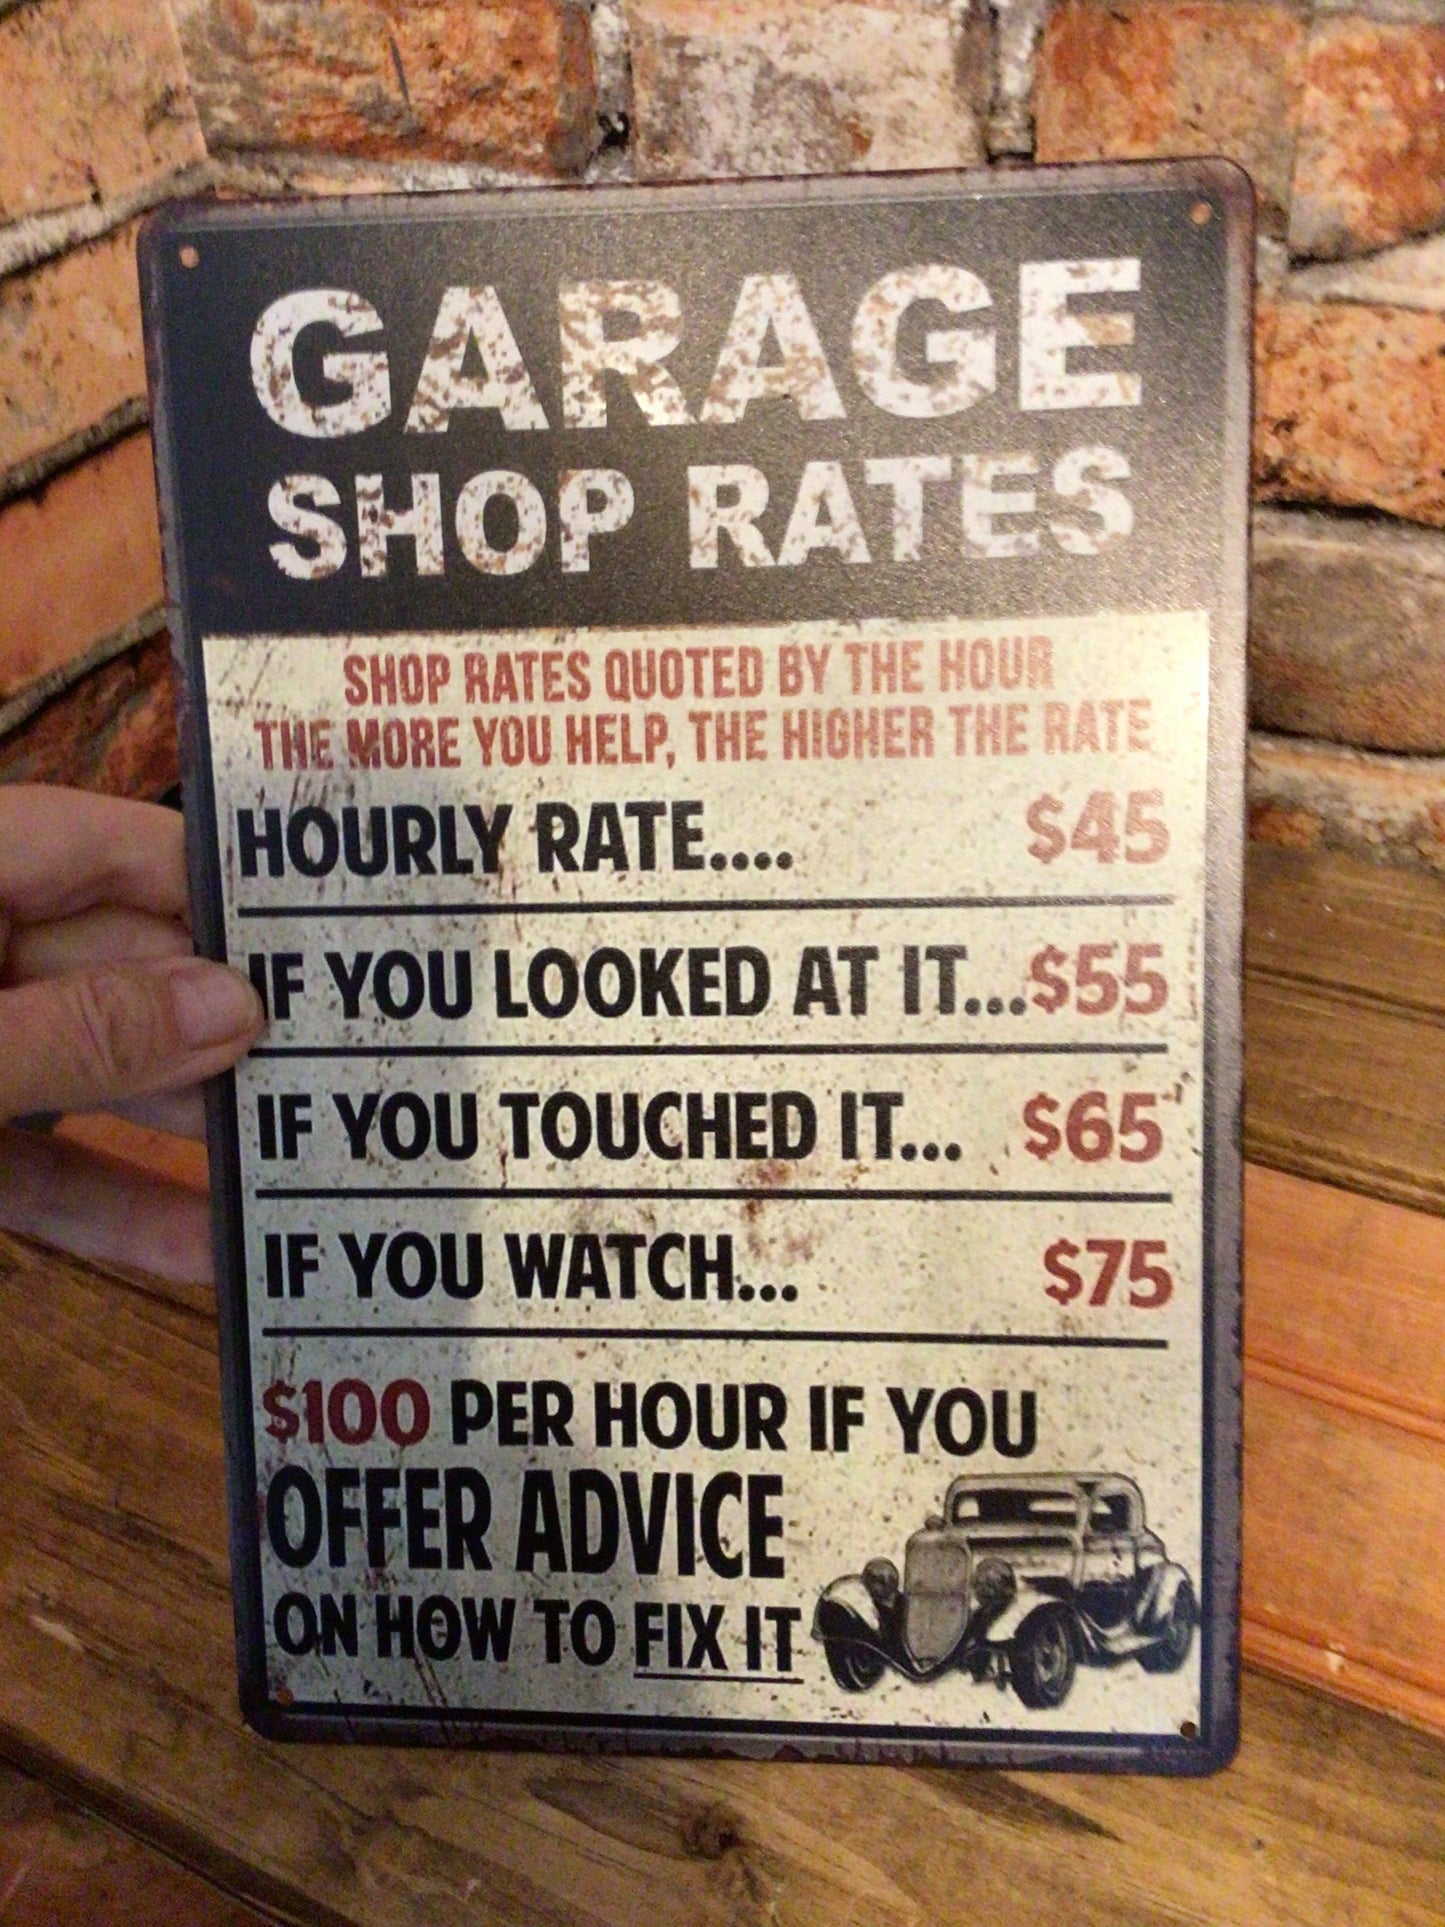 GARAGE
SHOP RATES
SHOP RATES QUOTED BY THE HOUR
THE MORE YOU HELP, THE HIGHER THE RATE
HOURLY RATE.... $45
IF YOU LOOKED AT IT...$55
IF YOU TOUCHED IT... $65
IF YOU WATCH... $75
$100 PER HOUR IF YOU
OFFER ADVICE
ON HOW TO FIX IT